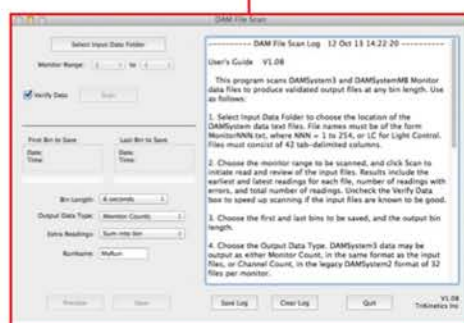 DAM File Scan
Select Input Data Folder
Monitor Range: to
Verify Data
Scan
First Bin to Save
Last Bin to Save
Date:
Time:
Date:
Time:
Bin Length: 6 seconds
Output Data Type: Monitor Counts
Extra Readings: Sum into bin
Runname: MyRun
Save
---------- DAM File Scan Log 12 Oct 13 14:22:20 ----------
User's Guide V1.08
This program scans DAMSystem3 and DAMSystemMB Monitor
data files to produce validated output files at any bin length. Use
as follows:
1. Select Input Data Folder to choose the location of the
DAMSystem data text files. File names must be of the form
MonitorNNN.txt, where NNN = 1 to 254, or LC for Light Control.
Files must consist of 42 tab-delimited columns.
2. Choose the monitor range to be scanned, and click Scan to
initiate read and review of the input files. Results include the
earliest and latest readings for each file, number of readings with
errors, and total number of readings. Uncheck the Verify Data
box to speed up scanning if the input files are known to be good.
3. Choose the first and last bins to be saved, and the output bin
length.
4. Choose the Output Data Type. DAMSystem3 data may be
output as either Monitor Count, in the same format as the input
files, or Channel Count, in the legacy DAMSystem2 format of 32
files per monitor.
Save Log
Clear Log
Quit
V1.08
TriKinetics Inc